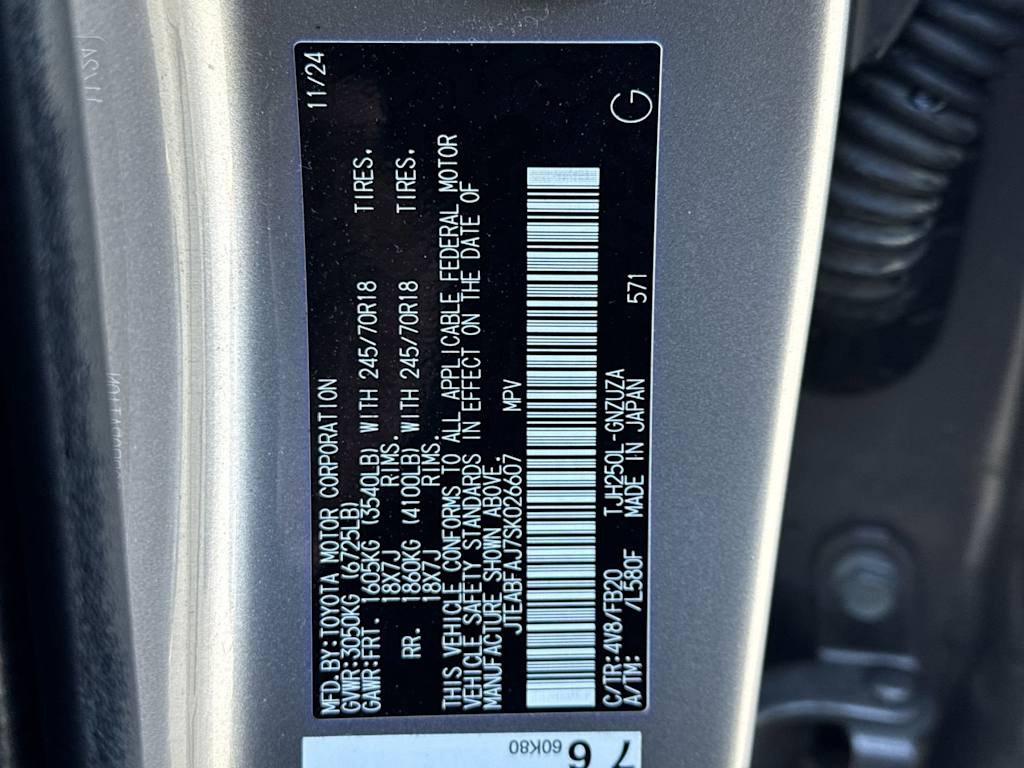 MFD.BY:TOYOTA MOTOR CORPORATION 11/24
GVWR:3050KG (6725LB)
GAWR:FRT. 1605KG (3540LB) WITH 245/70R18 TIRES.
18X7J RIMS.
RR. 1860KG (4100LB) WITH 245/70R18 TIRES.
18X7J RIMS.
THIS VEHICLE CONFORMS TO ALL APPLICABLE FEDERAL MOTOR
VEHICLE SAFETY STANDARDS IN EFFECT ON THE DATE OF
MANUFACTURE SHOWN ABOVE.
JTEABFAJ7SK026607 MPV
C/TR:4V8/FB20 TJH250L-GNZUZA G
A/TM: /L580F MADE IN JAPAN 571
60K80
76